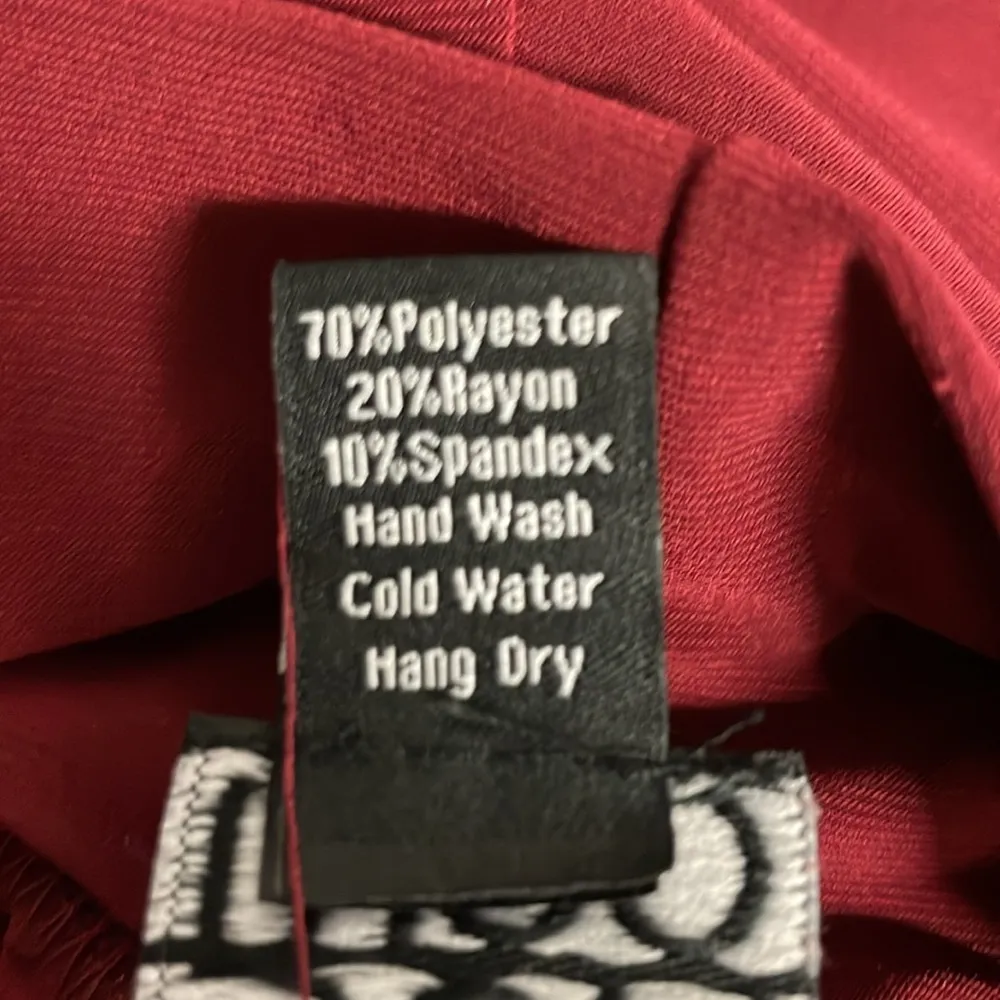 70%Polyester
20%Rayon
10%Spandex
Hand Wash
Cold Water
Hang Dry